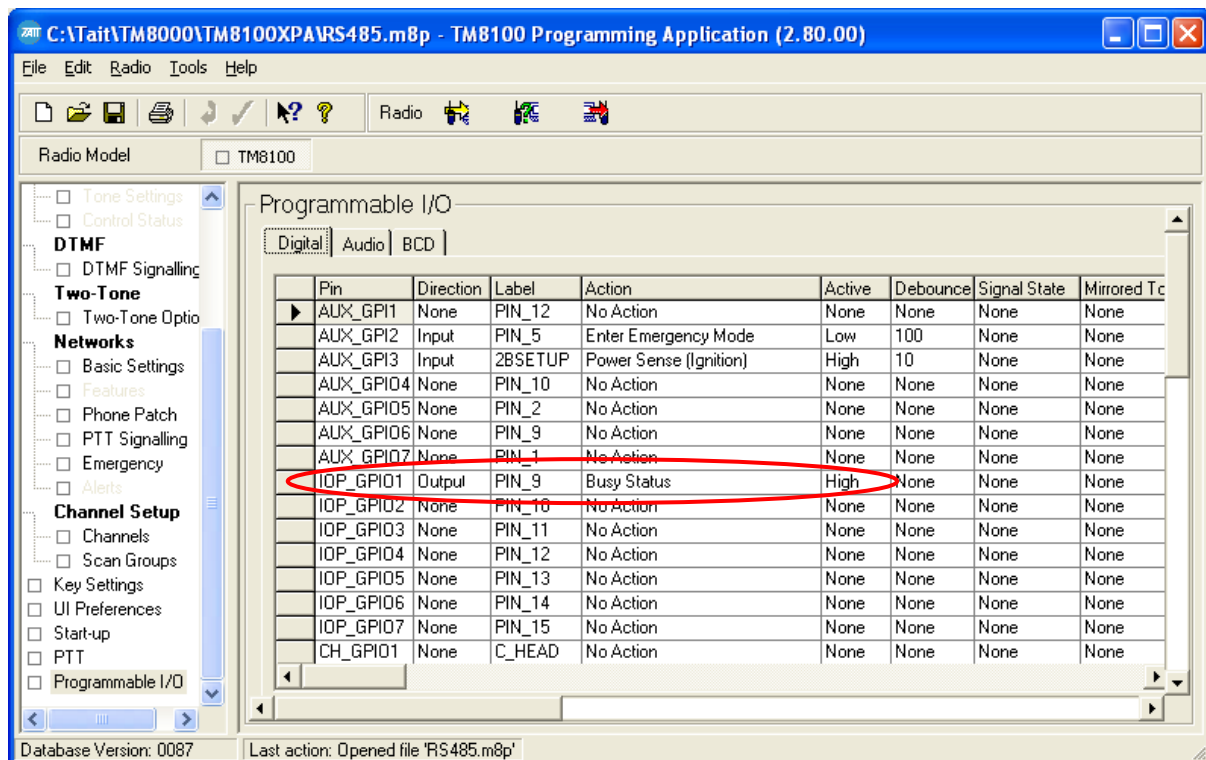 TAIT C:\Tait\TM8000\TM8100XPA\RS485.m8p - TM8100 Programming Application (2.80.00)
File Edit Radio Tools Help
Radio
Radio Model TM8100
Tone Settings
Control Status
DTMF
DTMF Signalling
Two-Tone
Two-Tone Optio
Networks
Basic Settings
Features
Phone Patch
PTT Signalling
Emergency
Alerts
Channel Setup
Channels
Scan Groups
Key Settings
UI Preferences
Start-up
PTT
Programmable I/O
Programmable I/O
Digital Audio BCD
Pin Direction Label Action Active Debounce Signal State Mirrored To
AUX_GPI1 None PIN_12 None None None None None
AUX_GPI2 Input PIN_5 Enter Emergency Mode Low 100 None None
AUX_GPI3 Input 2BSETUP Power Sense (Ignition) High 10 None None
AUX_GPIO4 None PIN_10 No Action None None None None
AUX_GPIO5 None PIN_2 No Action None None None None
AUX_GPIO6 None PIN_9 No Action None None None None
AUX_GPIO7 None PIN_1 No Action None None None None
IOP_GPIO1 Output PIN_9 Busy Status High None None None
IOP_GPIO2 None PIN_10 No Action None None None None
IOP_GPIO3 None PIN_11 No Action None None None None
IOP_GPIO4 None PIN_12 No Action None None None None
IOP_GPIO5 None PIN_13 No Action None None None None
IOP_GPIO6 None PIN_14 No Action None None None None
IOP_GPIO7 None PIN_15 No Action None None None None
CH_GPIO1 None C_HEAD No Action None None None None
Database Version: 0087 Last action: Opened file 'RS485.m8p'